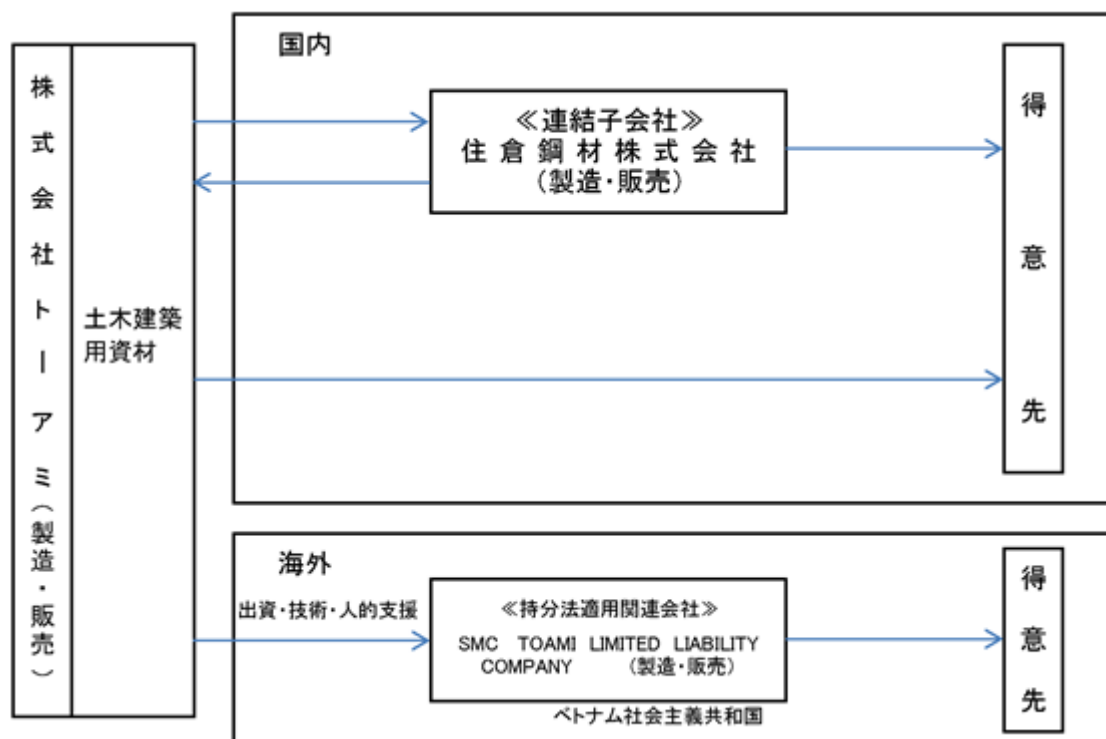 株式会社トーアミ(製造・販売)
土木建築
用資材
国内
≪連結子会社≫
住倉鋼材株式会社
(製造・販売)
得意先
海外
出資・技術・人的支援
≪持分法適用関連会社≫
SMC TOAMI LIMITED LIABILITY
COMPANY (製造・販売)
ベトナム社会主義共和国
得意先